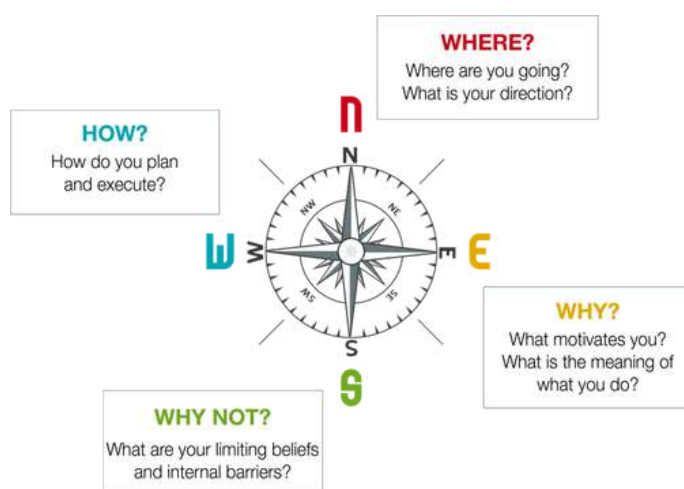 WHERE?
Where are you going?
What is your direction?
HOW?
How do you plan
and execute?
N
N
NW
NE
W
W
E
E
SW
SE
S
S
WHY?
What motivates you?
What is the meaning of
what you do?
WHY NOT?
What are your limiting beliefs
and internal barriers?